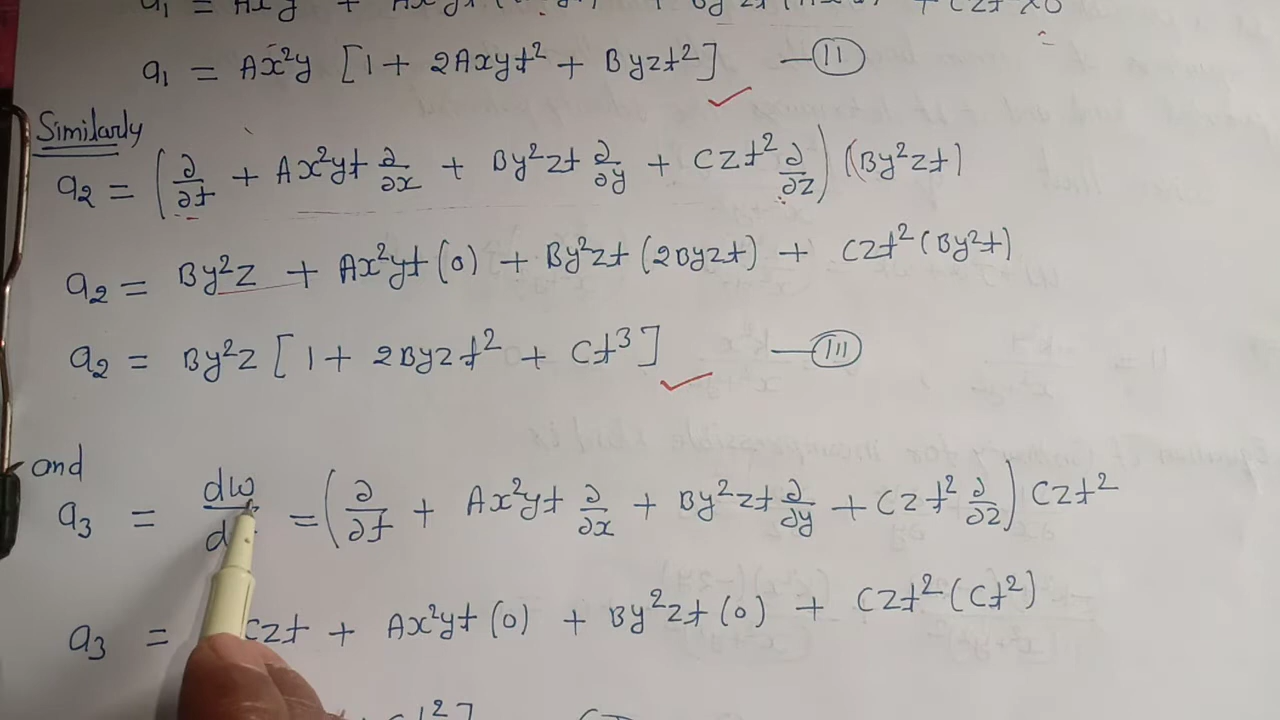 a₁ = Ax²y [1 + 2Axyt² + Byzt²] — II
Similarly
a₂ = (∂/∂t + Ax²yt ∂/∂x + By²zt ∂/∂y + Czt² ∂/∂z) (By²zt)
a₂ = By²z + Ax²yt (0) + By²zt (2Byzt) + Czt² (By²t)
a₂ = By²z [1 + 2Byzt² + Ct³] — III
and
a₃ = dw/d = (∂/∂t + Ax²yt ∂/∂x + By²zt ∂/∂y + Czt² ∂/∂z) Czt²
a₃ = Czt + Ax²yt (0) + By²zt (0) + Czt² (Ct²)